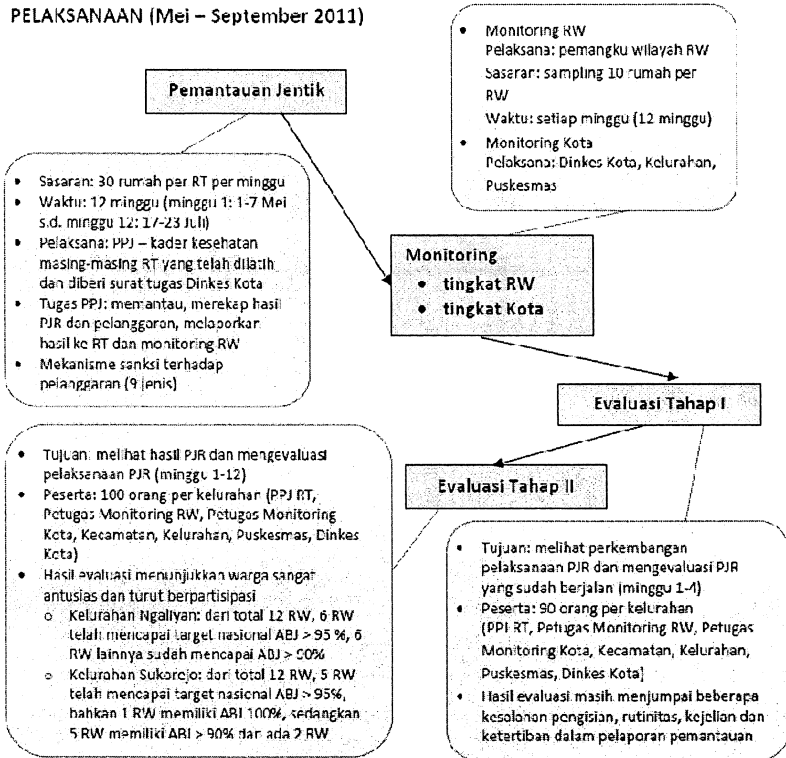 PELAKSANAAN (Mei – September 2011)
Pemantauan Jentik
• Monitoring RW
Pelaksana: pemangku wilayah RW
Sasaran: sampling 10 rumah per
RW
Waktu: setiap minggu (12 minggu)
• Monitoring Kota
Pelaksana: Dinkes Kota, Kelurahan,
Puskesmas
• Sasaran: 30 rumah per RT per minggu
• Waktu: 12 minggu (minggu 1: 1-7 Mei
s.d. minggu 12: 17-23 Juli)
• Pelaksana: PPJ – kader kesehatan
masing-masing RT yang telah dilatih
dan diberi surat tugas Dinkes Kota
• Tugas PPJ: memantau, merekap hasil
PJR dan pelanggaran, melaporkan
hasil ke RT dan monitoring RW
• Mekanisme sanksi terhadap
pelanggaran (9 jenis)
Monitoring
• tingkat RW
• tingkat Kota
Evaluasi Tahap I
Evaluasi Tahap II
• Tujuan: melihat hasil PJR dan mengevaluasi
pelaksanaan PJR (minggu 1-12)
• Peserta: 100 orang per kelurahan (PPJ RT,
Petugas Monitoring RW, Petugas Monitoring
Kota, Kecamatan, Kelurahan, Puskesmas, Dinkes
Kota)
• Hasil evaluasi menunjukkan warga sangat
antusias dan turut berpartisipasi
o Kelurahan Ngaliyan: dari total 12 RW, 6 RW
telah mencapai target nasional ABJ > 95 %, 6
RW lainnya sudah mencapai ABJ > 90%
o Kelurahan Sukorejo: dari total 12 RW, 5 RW
telah mencapai target nasional ABJ > 95%,
bahkan 1 RW memiliki ABJ 100%, sedangkan
5 RW memiliki ABJ > 90% dan ada 2 RW
• Tujuan: melihat perkembangan
pelaksanaan PJR dan mengevaluasi PJR
yang sudah berjalan (minggu 1-4)
• Peserta: 90 orang per kelurahan
(PPJ RT, Petugas Monitoring RW, Petugas
Monitoring Kota, Kecamatan, Kelurahan,
Puskesmas, Dinkes Kota)
• Hasil evaluasi masih menjumpai beberapa
kesalahan pengisian, rutinitas, kejelian dan
ketertiban dalam pelaporan pemantauan